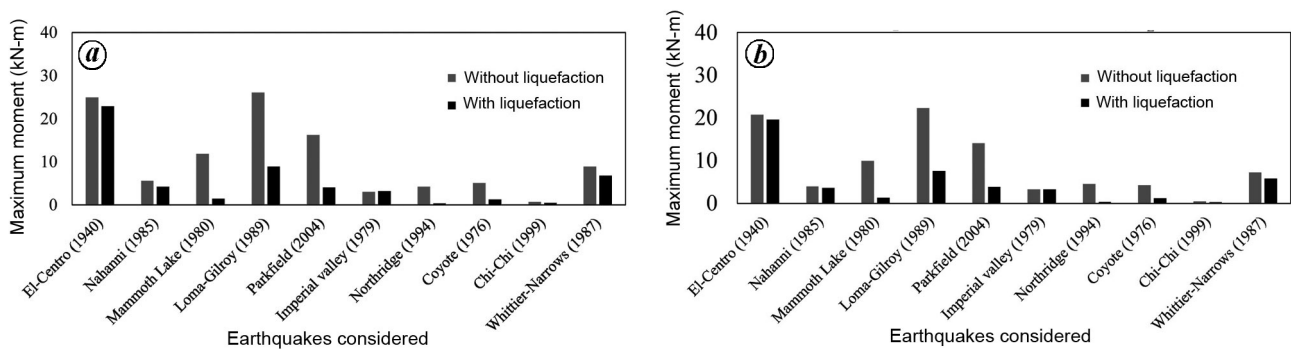 a
Maximum moment (kN-m)
40
30
20
10
0
Without liquefaction
With liquefaction
El-Centro (1940)
Nahanni (1985)
Mammoth Lake (1980)
Loma-Gilroy (1989)
Parkfield (2004)
Imperial valley (1979)
Northridge (1994)
Coyote (1976)
Chi-Chi (1999)
Whittier-Narrows (1987)
Earthquakes considered
b
Maximum moment (kN-m)
40
30
20
10
0
Without liquefaction
With liquefaction
El-Centro (1940)
Nahanni (1985)
Mammoth Lake (1980)
Loma-Gilroy (1989)
Parkfield (2004)
Imperial valley (1979)
Northridge (1994)
Coyote (1976)
Chi-Chi (1999)
Whittier-Narrows (1987)
Earthquakes considered